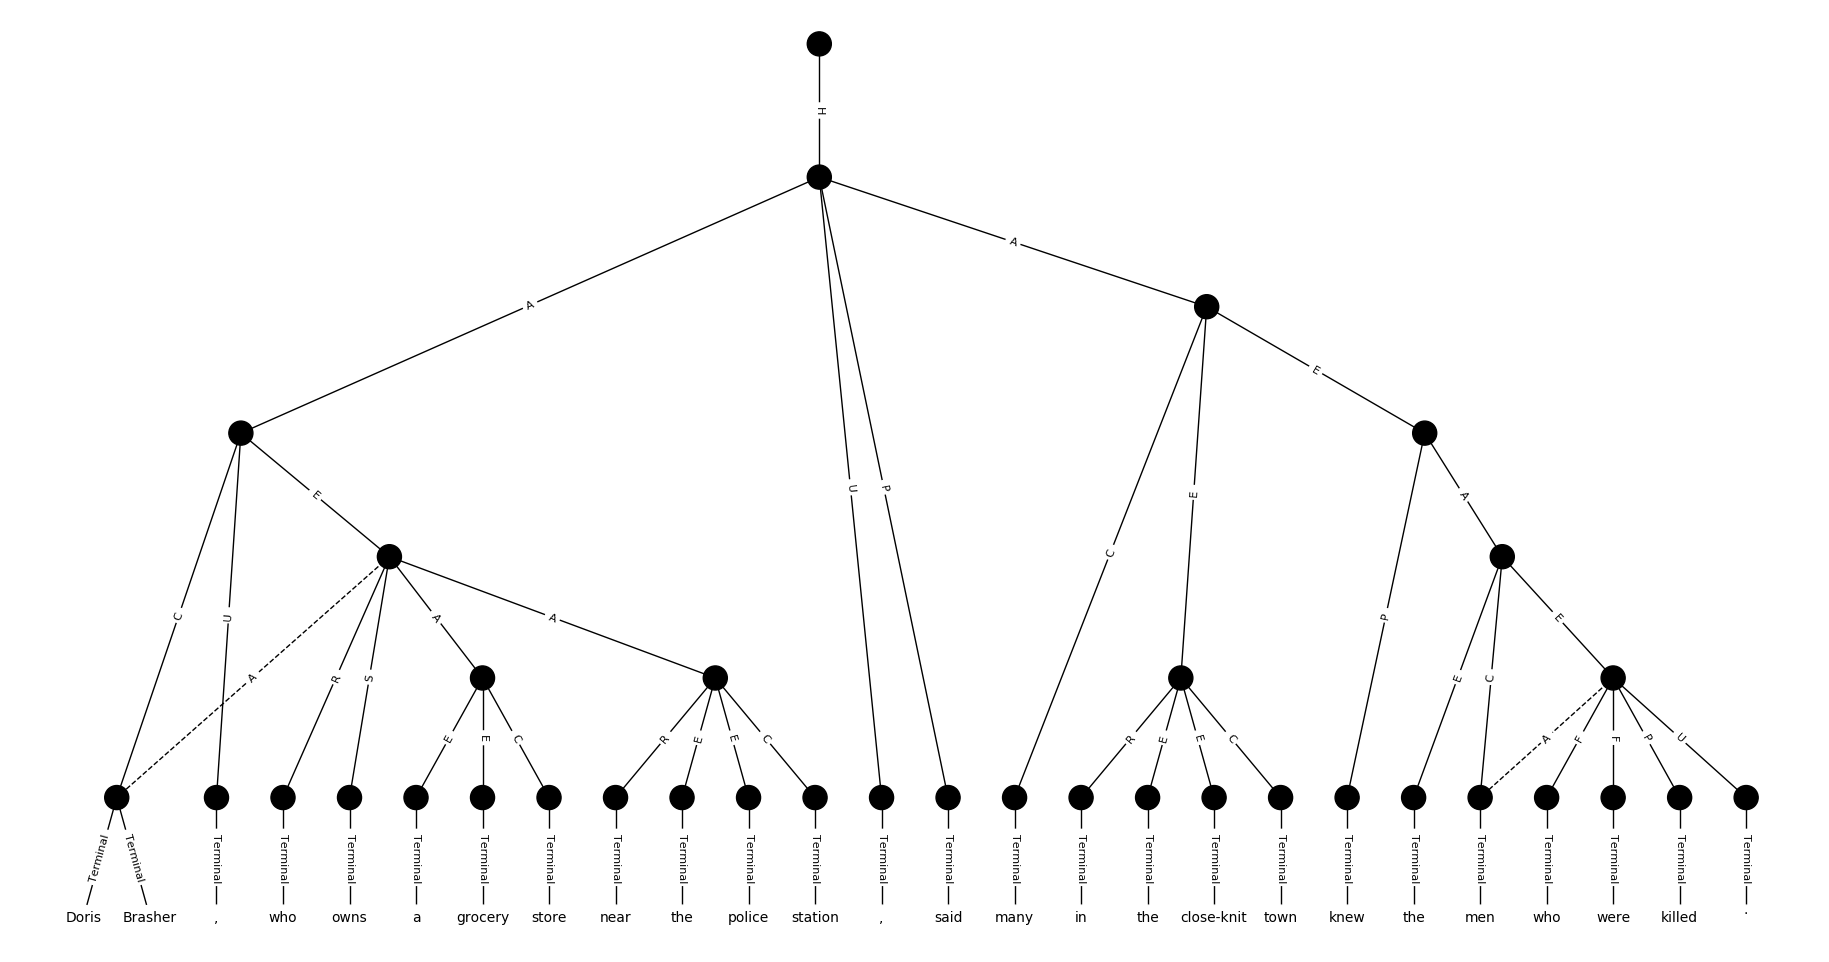 H
A
A
E
C
U
E
A
U
P
C
E
P
A
E
C
E
A
R
S
A
A
E
E
C
R
E
E
C
R
E
E
C
A
F
F
P
U
Terminal Terminal Terminal Terminal Terminal Terminal Terminal Terminal Terminal Terminal Terminal Terminal Terminal Terminal Terminal Terminal Terminal Terminal Terminal Terminal Terminal Terminal Terminal Terminal Terminal Terminal
Doris Brasher , who owns a grocery store near the police station , said many in the close-knit town knew the men who were killed .